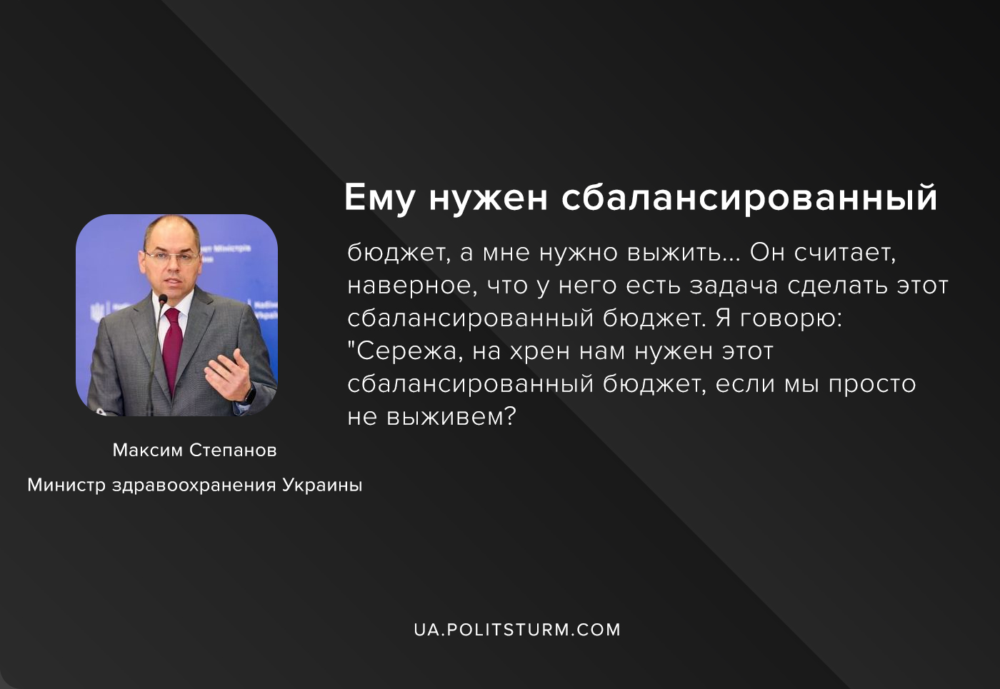 Ему нужен сбалансированный
бюджет, а мне нужно выжить... Он считает,
наверное, что у него есть задача сделать этот
сбалансированный бюджет. Я говорю:
"Сережа, на хрен нам нужен этот
сбалансированный бюджет, если мы просто
не выживем?
Максим Степанов
Министр здравоохранения Украины
UA.POLITSTURM.COM